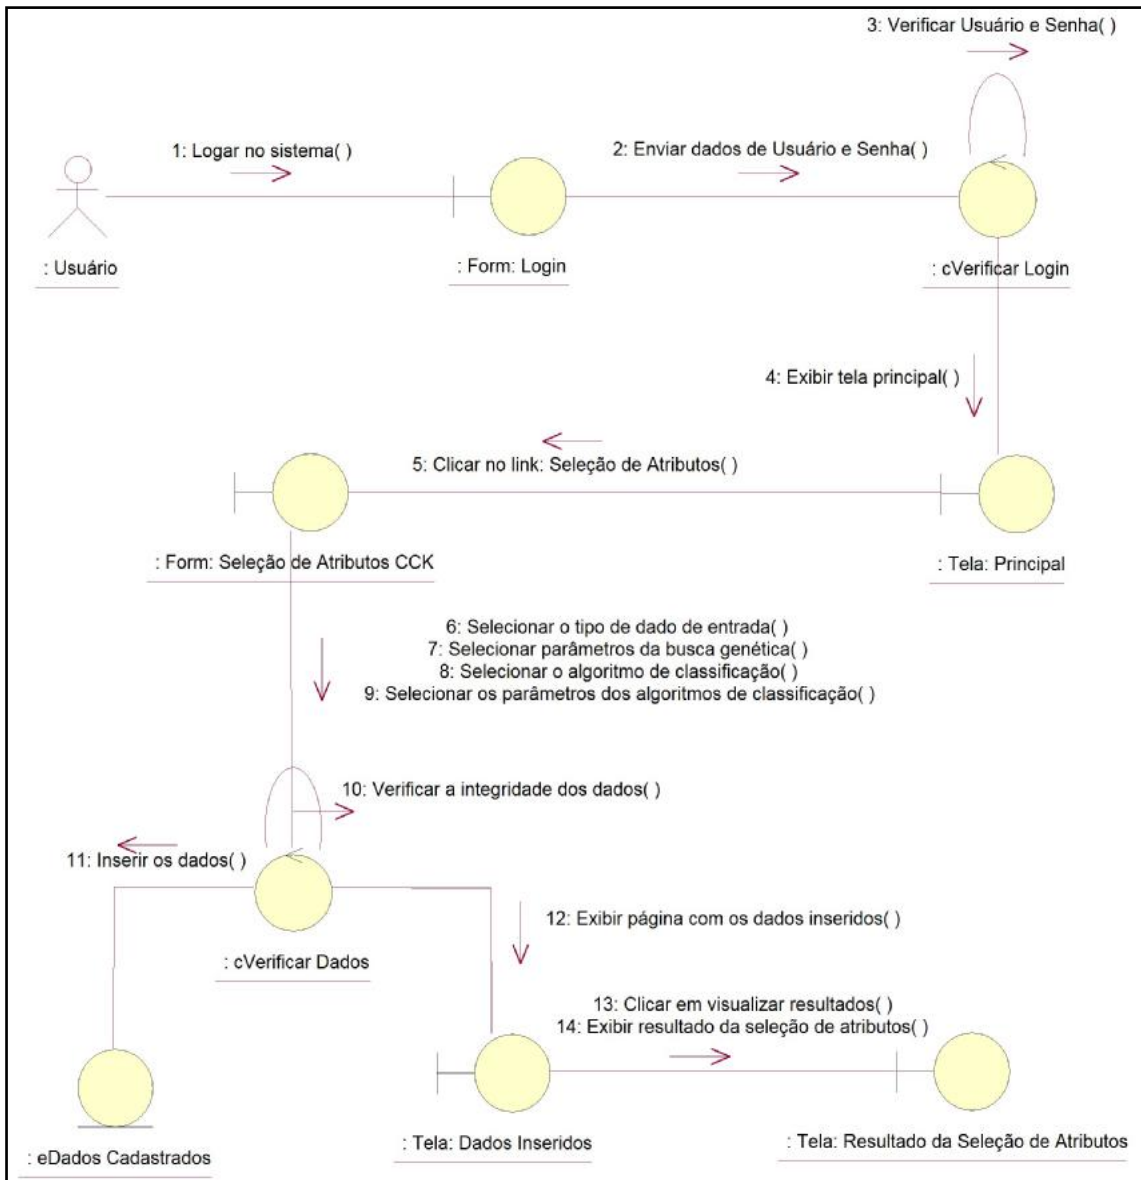 3: Verificar Usuário e Senha( )
1: Logar no sistema( )
2: Enviar dados de Usuário e Senha( )
: Usuário
: Form: Login
: cVerificar Login
4: Exibir tela principal( )
5: Clicar no link: Seleção de Atributos( )
: Form: Seleção de Atributos CCK
: Tela: Principal
6: Selecionar o tipo de dado de entrada( )
7: Selecionar parâmetros da busca genética( )
8: Selecionar o algoritmo de classificação( )
9: Selecionar os parâmetros dos algoritmos de classificação( )
10: Verificar a integridade dos dados( )
11: Inserir os dados( )
12: Exibir página com os dados inseridos( )
: cVerificar Dados
13: Clicar em visualizar resultados( )
14: Exibir resultado da seleção de atributos( )
: eDados Cadastrados
: Tela: Dados Inseridos
: Tela: Resultado da Seleção de Atributos